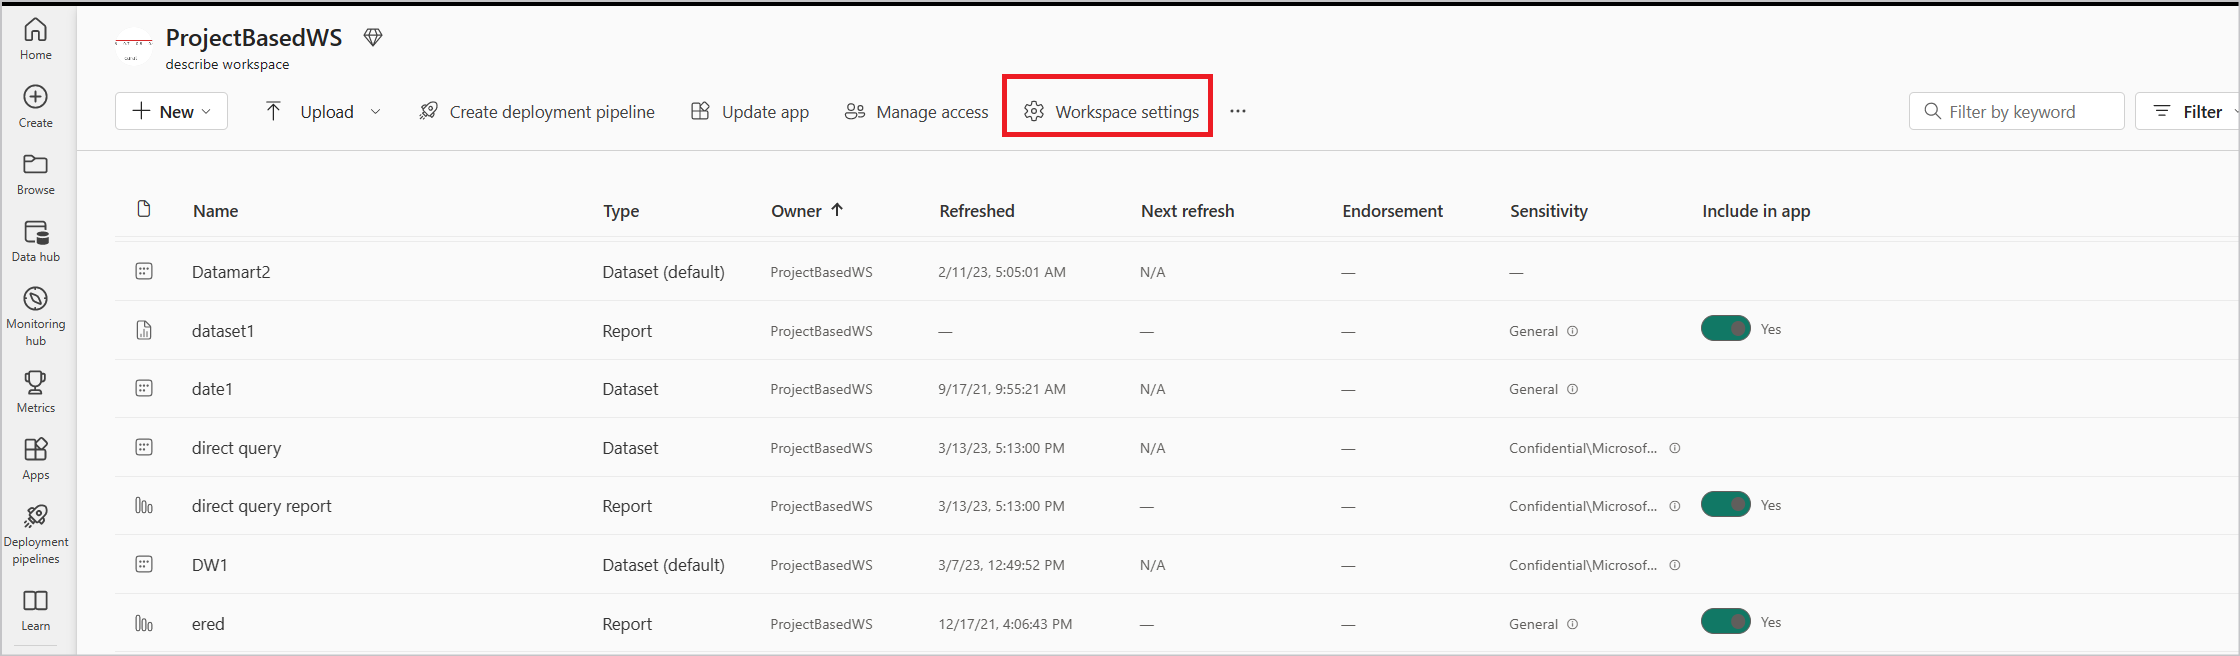 Home
Create
Browse
Data hub
Monitoring
hub
Metrics
Apps
Deployment
pipelines
Learn
ProjectBasedWS
describe workspace
New Upload Create deployment pipeline Update app Manage access Workspace settings ... Filter by keyword Filter
Name Type Owner Refreshed Next refresh Endorsement Sensitivity Include in app
Datamart2 Dataset (default) ProjectBasedWS 2/11/23, 5:05:01 AM N/A — —
dataset1 Report ProjectBasedWS — — — General Yes
date1 Dataset ProjectBasedWS 9/17/21, 9:55:21 AM N/A — General
direct query Dataset ProjectBasedWS 3/13/23, 5:13:00 PM N/A — Confidential\Microsof...
direct query report Report ProjectBasedWS 3/13/23, 5:13:00 PM — — Confidential\Microsof... Yes
DW1 Dataset (default) ProjectBasedWS 3/7/23, 12:49:52 PM N/A — Confidential\Microsof...
ered Report ProjectBasedWS 12/17/21, 4:06:43 PM — — General Yes